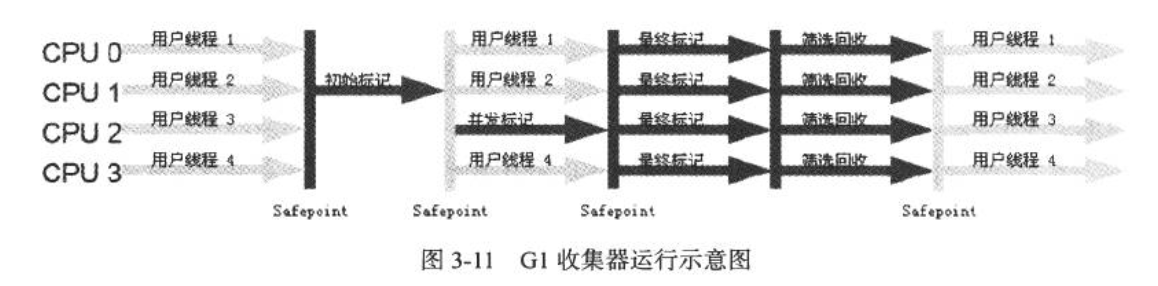 CPU 0 用户线程 1 用户线程 1 最终标记 筛选回收 用户线程 1
CPU 1 用户线程 2 初始标记 用户线程 2 最终标记 筛选回收 用户线程 2
CPU 2 用户线程 3 并发标记 最终标记 筛选回收 用户线程 3
CPU 3 用户线程 4 用户线程 4 最终标记 筛选回收 用户线程 4
Safepoint Safepoint Safepoint Safepoint
图 3-11 G1 收集器运行示意图